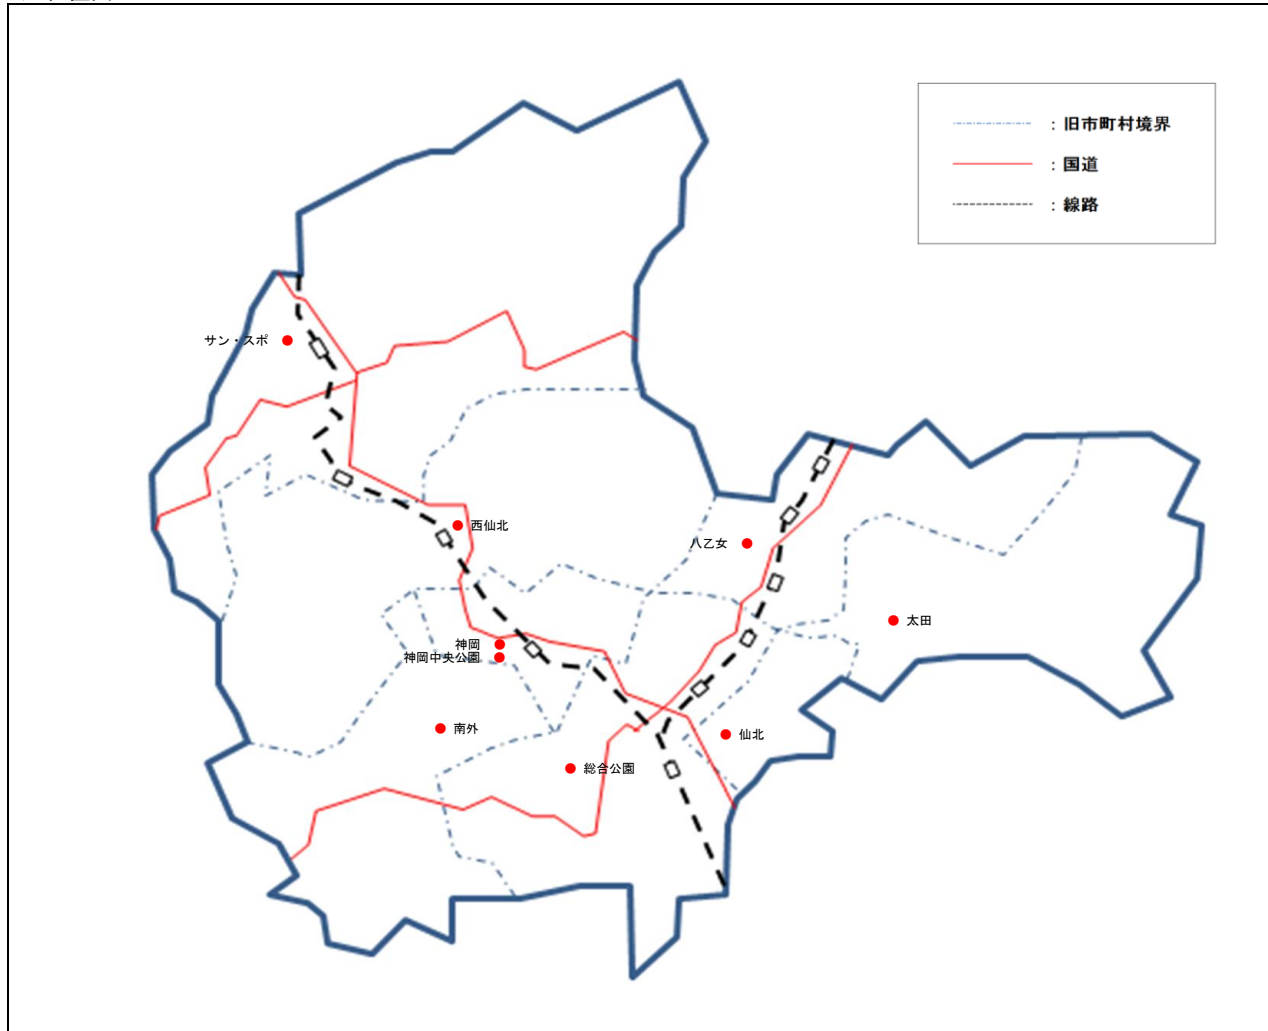 ：旧市町村境界
：国道
：線路
サン・スポ
西仙北
八乙女
太田
神岡
神岡中央公園
南外
仙北
総合公園